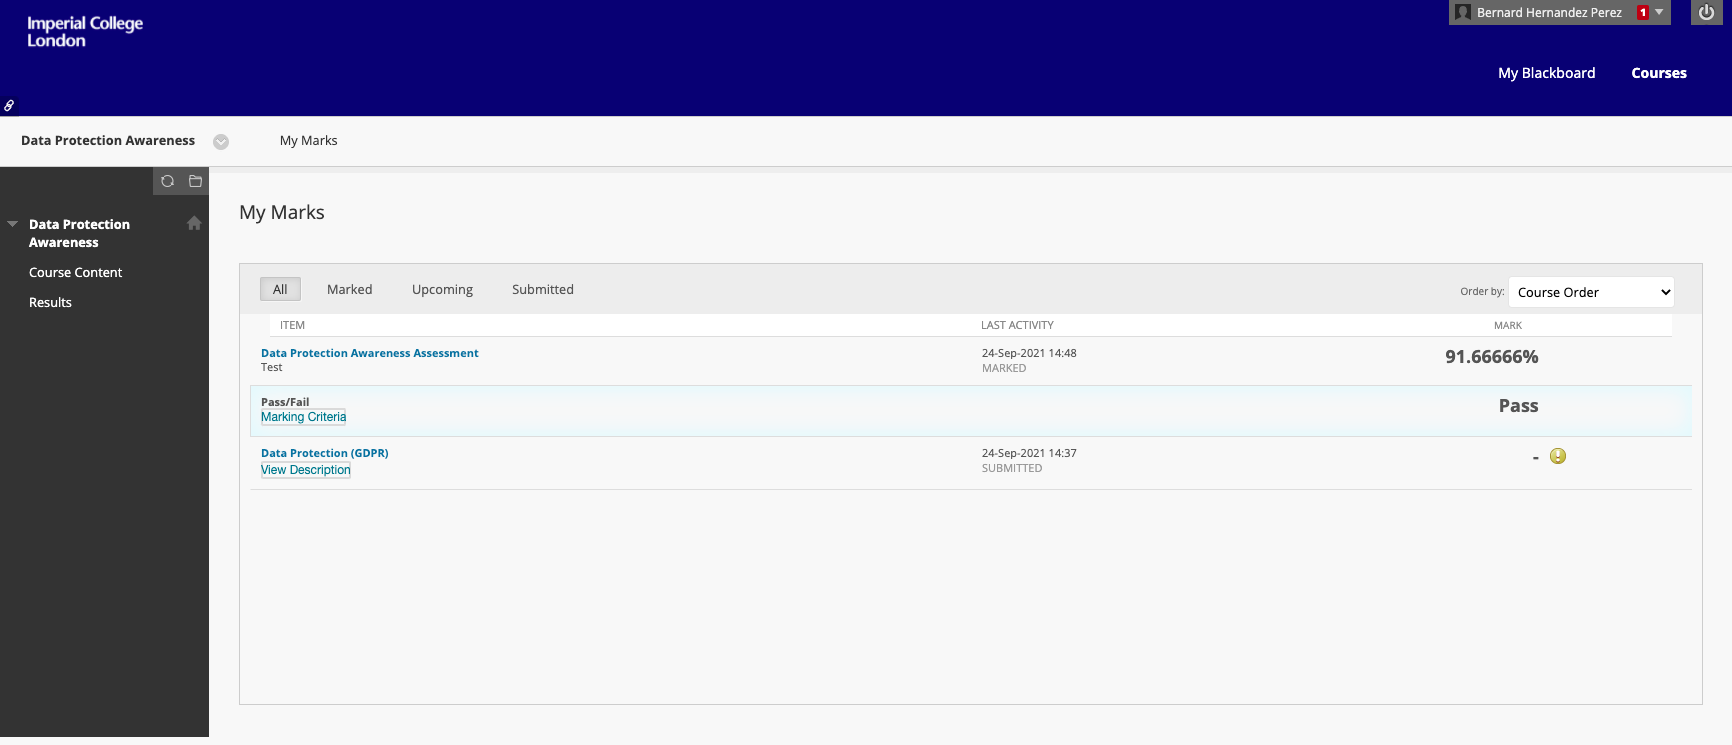 Imperial College
London
Bernard Hernandez Perez 1
My Blackboard Courses
Data Protection Awareness My Marks
Data Protection
Awareness
Course Content
Results
My Marks
All Marked Upcoming Submitted Order by: Course Order
ITEM LAST ACTIVITY MARK
Data Protection Awareness Assessment 24-Sep-2021 14:48 91.66666%
Test MARKED
Pass/Fail Pass
Marking Criteria
Data Protection (GDPR) 24-Sep-2021 14:37 -
View Description SUBMITTED